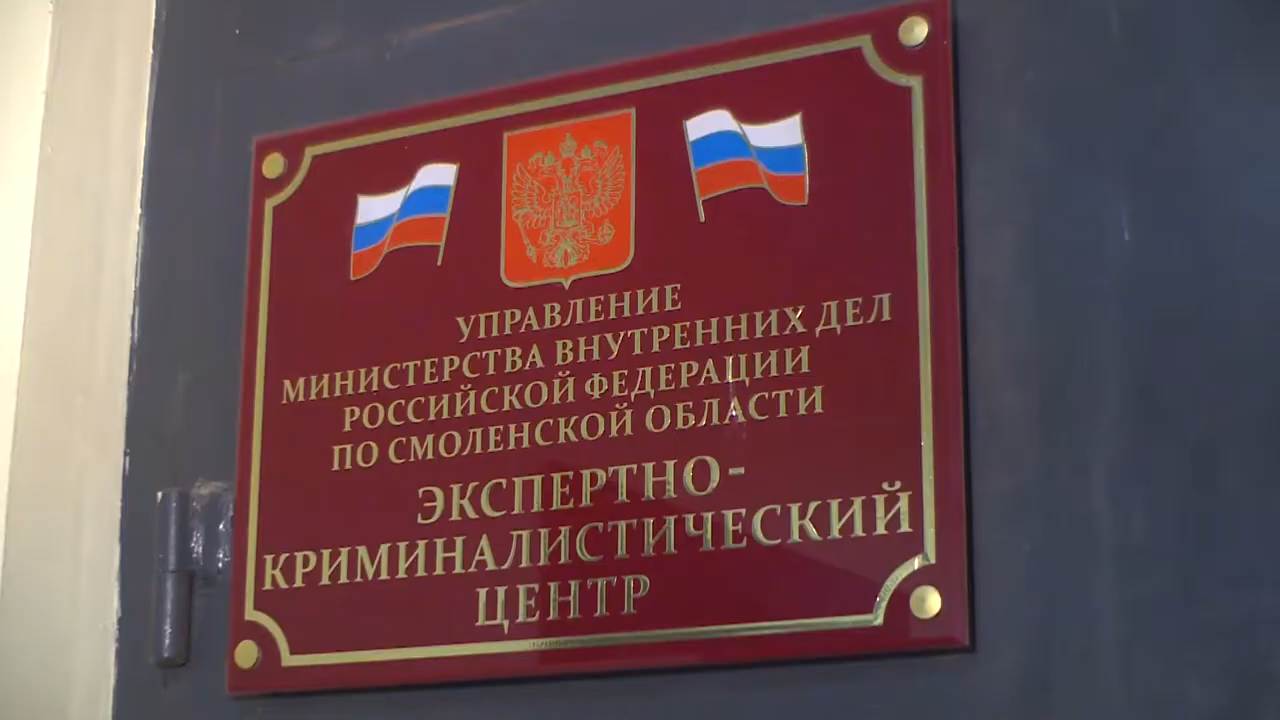 УПРАВЛЕНИЕ
МИНИСТЕРСТВА ВНУТРЕННИХ ДЕЛ
РОССИЙСКОЙ ФЕДЕРАЦИИ
ПО СМОЛЕНСКОЙ ОБЛАСТИ
ЭКСПЕРТНО-
КРИМИНАЛИСТИЧЕСКИЙ
ЦЕНТР